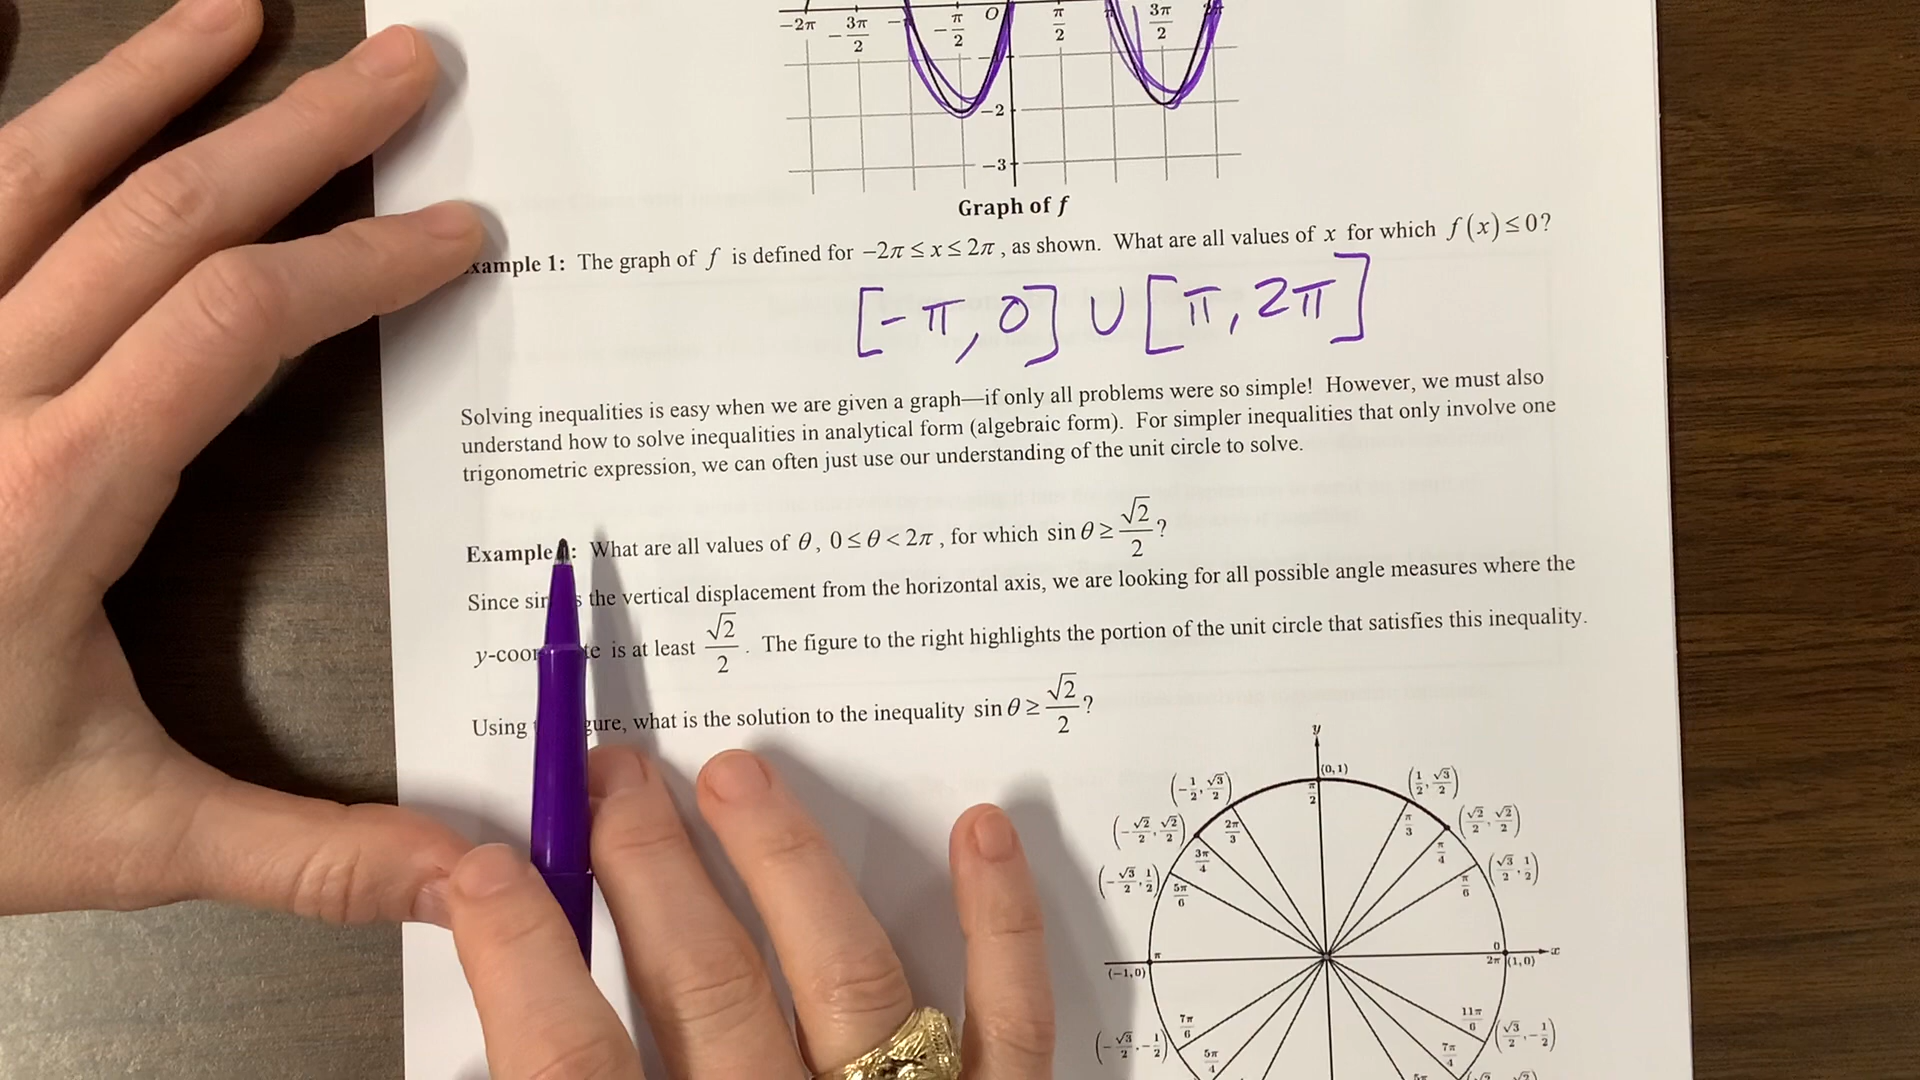 −2π −3π/2 − −π/2 O π/2 3π/2
−2
−3
Graph of f
xample 1: The graph of f is defined for −2π ≤ x ≤ 2π, as shown. What are all values of x for which f(x) ≤ 0?
[-π, 0] ∪ [π, 2π]
Solving inequalities is easy when we are given a graph—if only all problems were so simple! However, we must also
understand how to solve inequalities in analytical form (algebraic form). For simpler inequalities that only involve one
trigonometric expression, we can often just use our understanding of the unit circle to solve.
Example : What are all values of θ, 0 ≤ θ < 2π, for which sin θ ≥ √2/2?
Since the vertical displacement from the horizontal axis, we are looking for all possible angle measures where the
is at least √2/2. The figure to the right highlights the portion of the unit circle that satisfies this inequality.
Using what is the solution to the inequality sin θ ≥ √2/2?
y
(0, 1)
(−1/2, √3/2) π/2 (1/2, √3/2)
(−√2/2, √2/2) 2π/3 π/3 (√2/2, √2/2)
3π/4 π/4
(−√3/2, 1/2) 5π/6 π/6 (√3/2, 1/2)
(−1, 0) π 0 2π (1, 0) x
(−√3/2, −1/2) 7π/6 11π/6 (√3/2, −1/2)
5π/4 7π/4